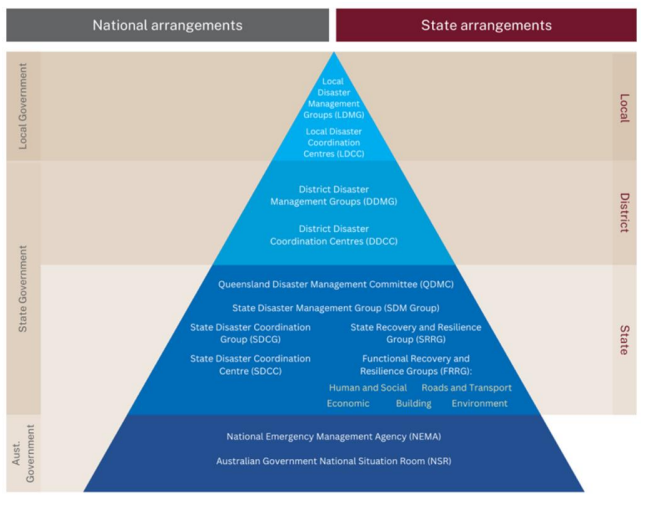 National arrangements
State arrangements
Local Government
Local
Local
Disaster
Management
Groups (LDMG)
Local Disaster
Coordination
Centres (LDCC)
State Government
District
District Disaster
Management Groups (DDMG)
District Disaster
Coordination Centres (DDCC)
State
Queensland Disaster Management Committee (QDMC)
State Disaster Management Group (SDM Group)
State Disaster Coordination
Group (SDCG)
State Recovery and Resilience
Group (SRRG)
State Disaster Coordination
Centre (SDCC)
Functional Recovery and
Resilience Groups (FRRG):
Human and Social Roads and Transport
Economic Building Environment
Aust.
Government
National Emergency Management Agency (NEMA)
Australian Government National Situation Room (NSR)